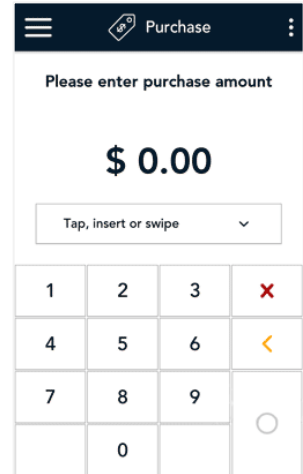 Purchase
Please enter purchase amount
$ 0.00
Tap, insert or swipe
1 2 3
4 5 6
7 8 9
0